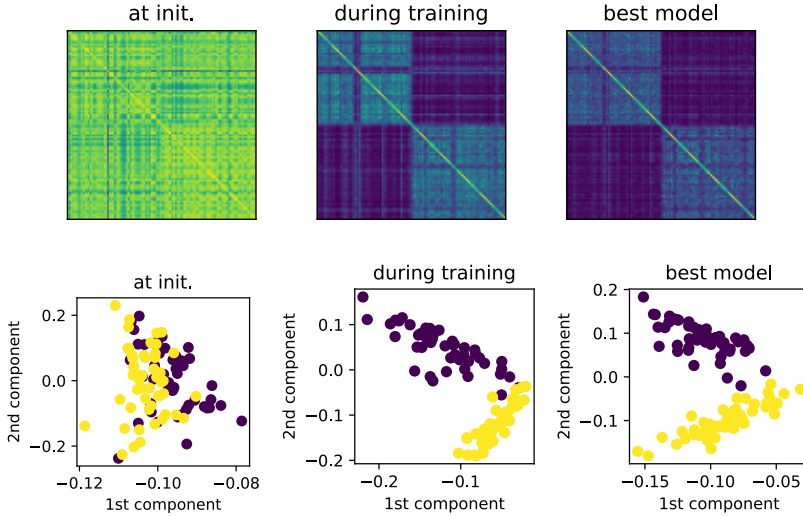 at init.
during training
best model
at init.
during training
best model
2nd component
0.2
0.0
−0.2
−0.12
−0.10
−0.08
1st component
2nd component
0.1
0.0
−0.1
−0.2
−0.2
−0.1
1st component
2nd component
0.2
0.1
0.0
−0.1
−0.15
−0.10
−0.05
1st component